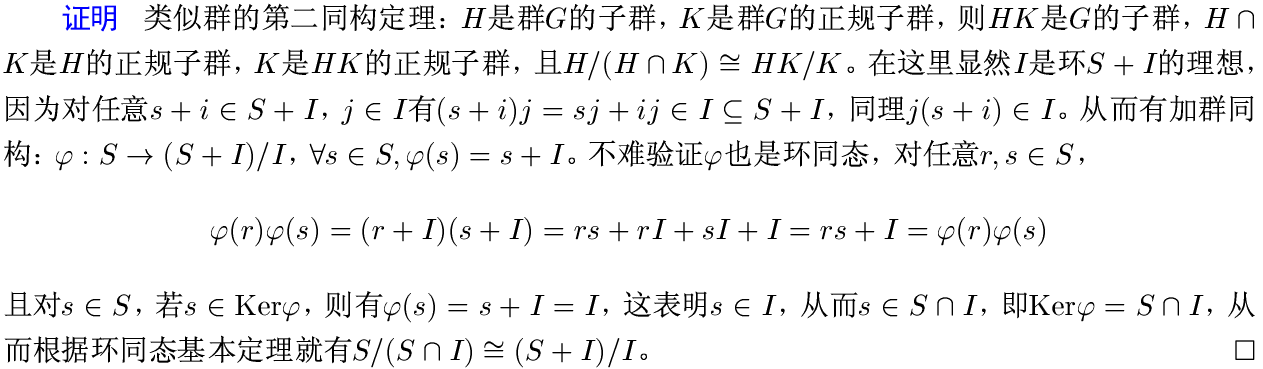 证明 类似群的第二同构定理：H是群G的子群，K是群G的正规子群，则HK是G的子群，H ∩
K是H的正规子群，K是HK的正规子群，且H/(H ∩ K) ≅ HK/K。在这里显然I是环S + I的理想，
因为对任意s + i ∈ S + I，j ∈ I有(s + i)j = sj + ij ∈ I ⊆ S + I，同理j(s + i) ∈ I。从而有加群同
构：φ : S → (S + I)/I，∀s ∈ S, φ(s) = s + I。不难验证φ也是环同态，对任意r, s ∈ S，
φ(r)φ(s) = (r + I)(s + I) = rs + rI + sI + I = rs + I = φ(r)φ(s)
且对s ∈ S，若s ∈ Kerφ，则有φ(s) = s + I = I，这表明s ∈ I，从而s ∈ S ∩ I，即Kerφ = S ∩ I，从
而根据环同态基本定理就有S/(S ∩ I) ≅ (S + I)/I。 □